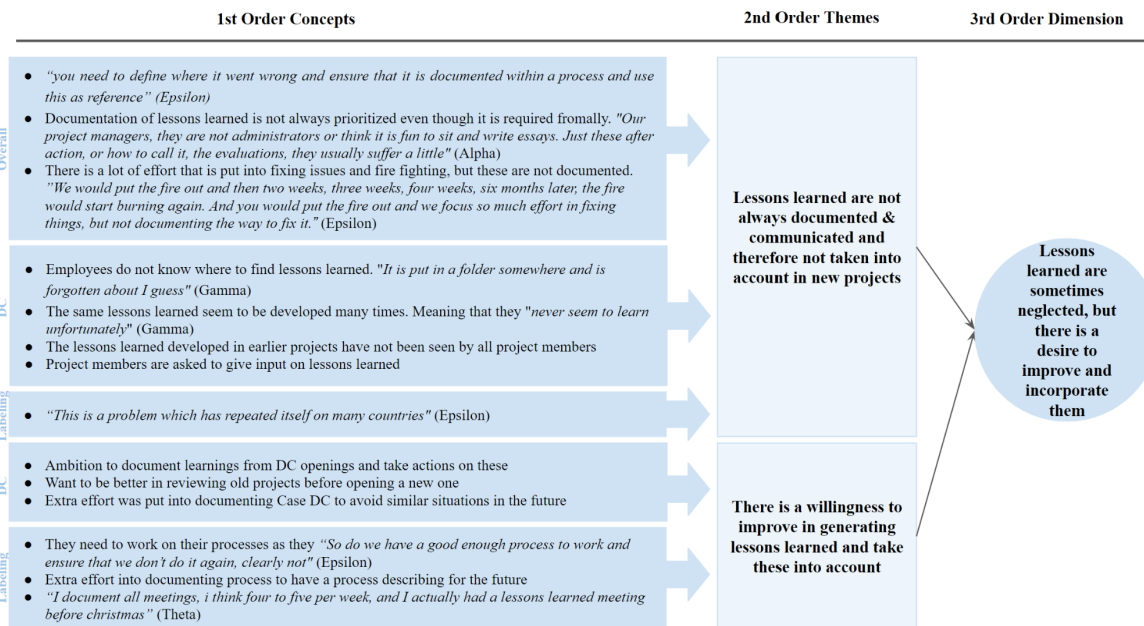 1st Order Concepts
2nd Order Themes
3rd Order Dimension
Overall
● “you need to define where it went wrong and ensure that it is documented within a process and use
this as reference” (Epsilon)
● Documentation of lessons learned is not always prioritized even though it is required fromally. "Our
project managers, they are not administrators or think it is fun to sit and write essays. Just these after
action, or how to call it, the evaluations, they usually suffer a little" (Alpha)
● There is a lot of effort that is put into fixing issues and fire fighting, but these are not documented.
"We would put the fire out and then two weeks, three weeks, four weeks, six months later, the fire
would start burning again. And you would put the fire out and we focus so much effort in fixing
things, but not documenting the way to fix it.” (Epsilon)
DC
● Employees do not know where to find lessons learned. "It is put in a folder somewhere and is
forgotten about I guess" (Gamma)
● The same lessons learned seem to be developed many times. Meaning that they "never seem to learn
unfortunately" (Gamma)
● The lessons learned developed in earlier projects have not been seen by all project members
● Project members are asked to give input on lessons learned
Labeling
● “This is a problem which has repeated itself on many countries" (Epsilon)
DC
● Ambition to document learnings from DC openings and take actions on these
● Want to be better in reviewing old projects before opening a new one
● Extra effort was put into documenting Case DC to avoid similar situations in the future
Labeling
● They need to work on their processes as they “So do we have a good enough process to work and
ensure that we don’t do it again, clearly not" (Epsilon)
● Extra effort into documenting process to have a process describing for the future
● “I document all meetings, i think four to five per week, and I actually had a lessons learned meeting
before christmas” (Theta)
Lessons learned are not
always documented &
communicated and
therefore not taken into
account in new projects
There is a willingness to
improve in generating
lessons learned and take
these into account
Lessons
learned are
sometimes
neglected, but
there is a
desire to
improve and
incorporate
them